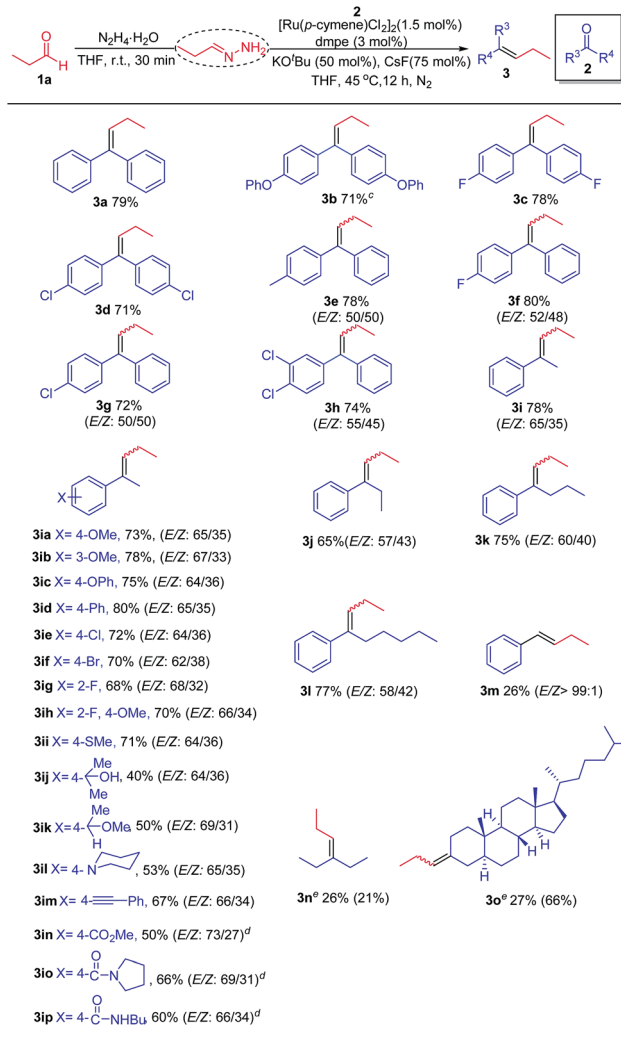 1a
N₂H₄·H₂O
THF, r.t., 30 min
2
[Ru(p-cymene)Cl₂]₂(1.5 mol%)
dmpe (3 mol%)
KOᵗBu (50 mol%), CsF(75 mol%)
THF, 45 °C,12 h, N₂
R³
R⁴
3
O
R³ R⁴
2
O
H
N
NH₂
3a 79%
PhO
OPh
3b 71%ᶜ
F
F
3c 78%
Cl
Cl
3d 71%
3e 78%
(E/Z: 50/50)
F
3f 80%
(E/Z: 52/48)
Cl
3g 72%
(E/Z: 50/50)
Cl
Cl
3h 74%
(E/Z: 55/45)
3i 78%
(E/Z: 65/35)
X
3ia X= 4-OMe, 73%, (E/Z: 65/35)
3ib X= 3-OMe, 78%, (E/Z: 67/33)
3ic X= 4-OPh, 75% (E/Z: 64/36)
3id X= 4-Ph, 80% (E/Z: 65/35)
3ie X= 4-Cl, 72% (E/Z: 64/36)
3if X= 4-Br, 70% (E/Z: 62/38)
3ig X= 2-F, 68% (E/Z: 68/32)
3ih X= 2-F, 4-OMe, 70% (E/Z: 66/34)
3ii X= 4-SMe, 71% (E/Z: 64/36)
Me
3ij X= 4- OH, 40% (E/Z: 64/36)
Me
Me
3ik X= 4- OMe, 50% (E/Z: 69/31)
H
3il X= 4- N , 53% (E/Z: 65/35)
3im X= 4- Ph, 67% (E/Z: 66/34)
3in X= 4-CO₂Me, 50% (E/Z: 73/27)ᵈ
O
3io X= 4-C-N , 66% (E/Z: 69/31)ᵈ
O
3ip X= 4-C-NHBu, 60% (E/Z: 66/34)ᵈ
3j 65%(E/Z: 57/43)
3k 75% (E/Z: 60/40)
3l 77% (E/Z: 58/42)
3m 26% (E/Z> 99:1)
3nᵉ 26% (21%)
H
H
H
H
3oᵉ 27% (66%)